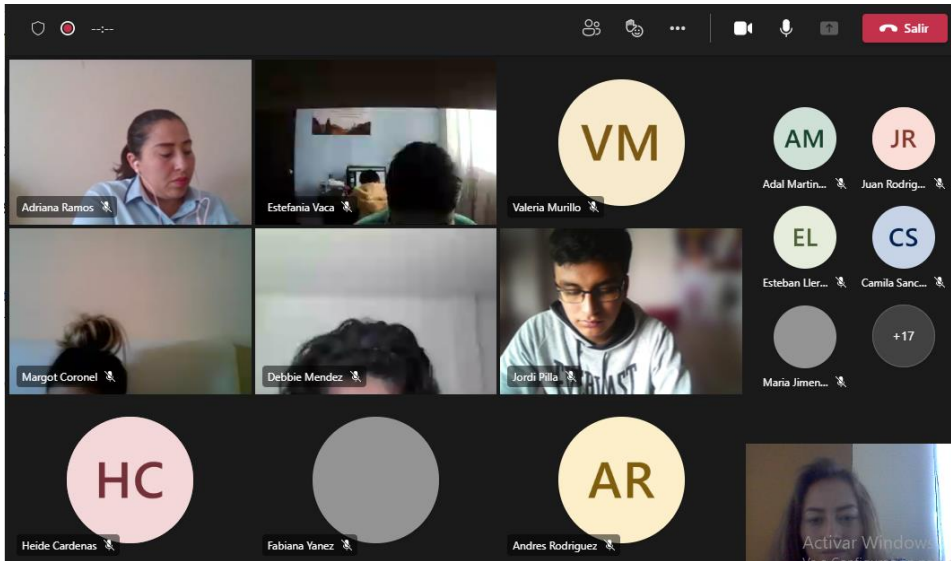 --:--
Salir
Adriana Ramos
Estefania Vaca
VM
Valeria Murillo
AM
Adal Martin...
JR
Juan Rodrig...
EL
Esteban Ller...
CS
Camila Sanc...
Margot Coronel
Debbie Mendez
Jordi Pilla
Maria Jimen...
+17
HC
Heide Cardenas
Fabiana Yanez
AR
Andres Rodriguez
Activar Windows